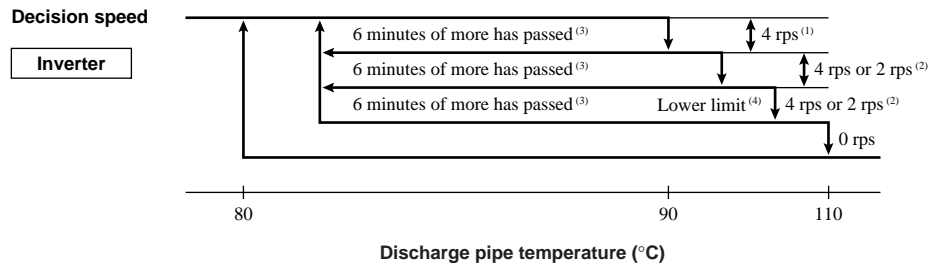 Decision speed
Inverter
6 minutes of more has passed (3)
4 rps (1)
6 minutes of more has passed (3)
4 rps or 2 rps (2)
6 minutes of more has passed (3)
Lower limit (4)
4 rps or 2 rps (2)
0 rps
80
90
110
Discharge pipe temperature (°C)